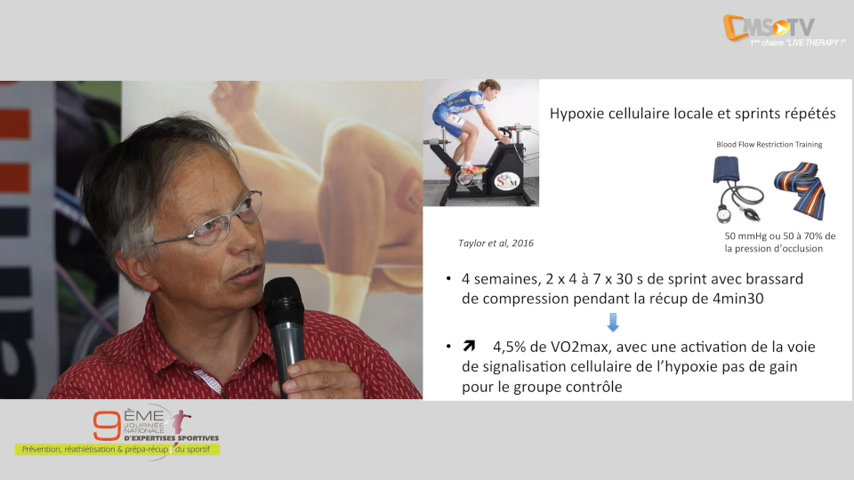 MSTV
1ère chaîne "LIVE THERAPY !"
Hypoxie cellulaire locale et sprints répétés
Blood Flow Restriction Training
50 mmHg ou 50 à 70% de
la pression d'occlusion
Taylor et al, 2016
• 4 semaines, 2 x 4 à 7 x 30 s de sprint avec brassard
de compression pendant la récup de 4min30
• 4,5% de VO2max, avec une activation de la voie
de signalisation cellulaire de l'hypoxie pas de gain
pour le groupe contrôle
9ÈME
JOURNÉE
NATIONALE
D'EXPERTISES SPORTIVES
Prévention, réathlétisation & prépa-récup du sportif